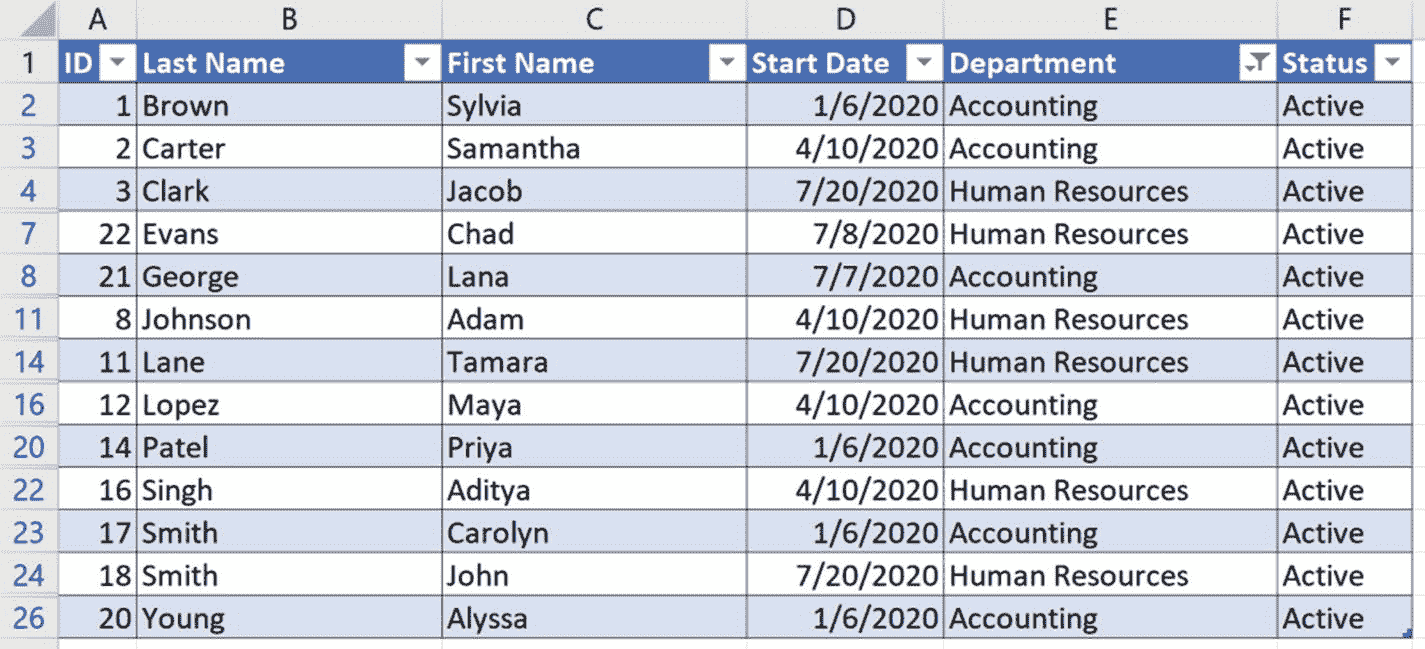 A B C D E F
1 ID Last Name First Name Start Date Department Status
2 1 Brown Sylvia 1/6/2020 Accounting Active
3 2 Carter Samantha 4/10/2020 Accounting Active
4 3 Clark Jacob 7/20/2020 Human Resources Active
7 22 Evans Chad 7/8/2020 Human Resources Active
8 21 George Lana 7/7/2020 Accounting Active
11 8 Johnson Adam 4/10/2020 Human Resources Active
14 11 Lane Tamara 7/20/2020 Human Resources Active
16 12 Lopez Maya 4/10/2020 Accounting Active
20 14 Patel Priya 1/6/2020 Accounting Active
22 16 Singh Aditya 4/10/2020 Human Resources Active
23 17 Smith Carolyn 1/6/2020 Accounting Active
24 18 Smith John 7/20/2020 Human Resources Active
26 20 Young Alyssa 1/6/2020 Accounting Active